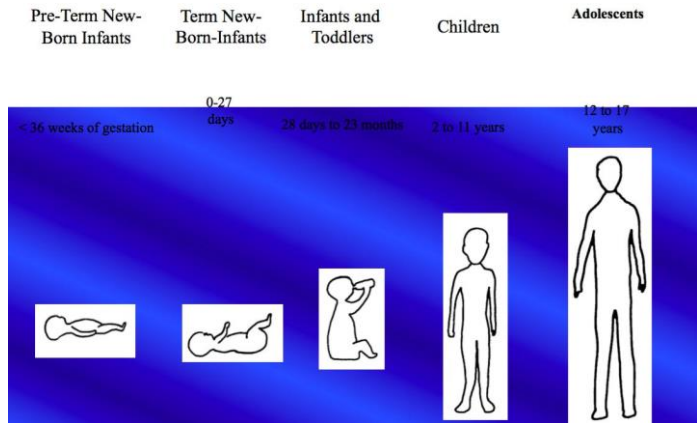 Pre-Term New-
Born Infants
Term New-
Born-Infants
Infants and
Toddlers
Children
Adolescents
< 36 weeks of gestation
0-27
days
28 days to 23 months
2 to 11 years
12 to 17
years